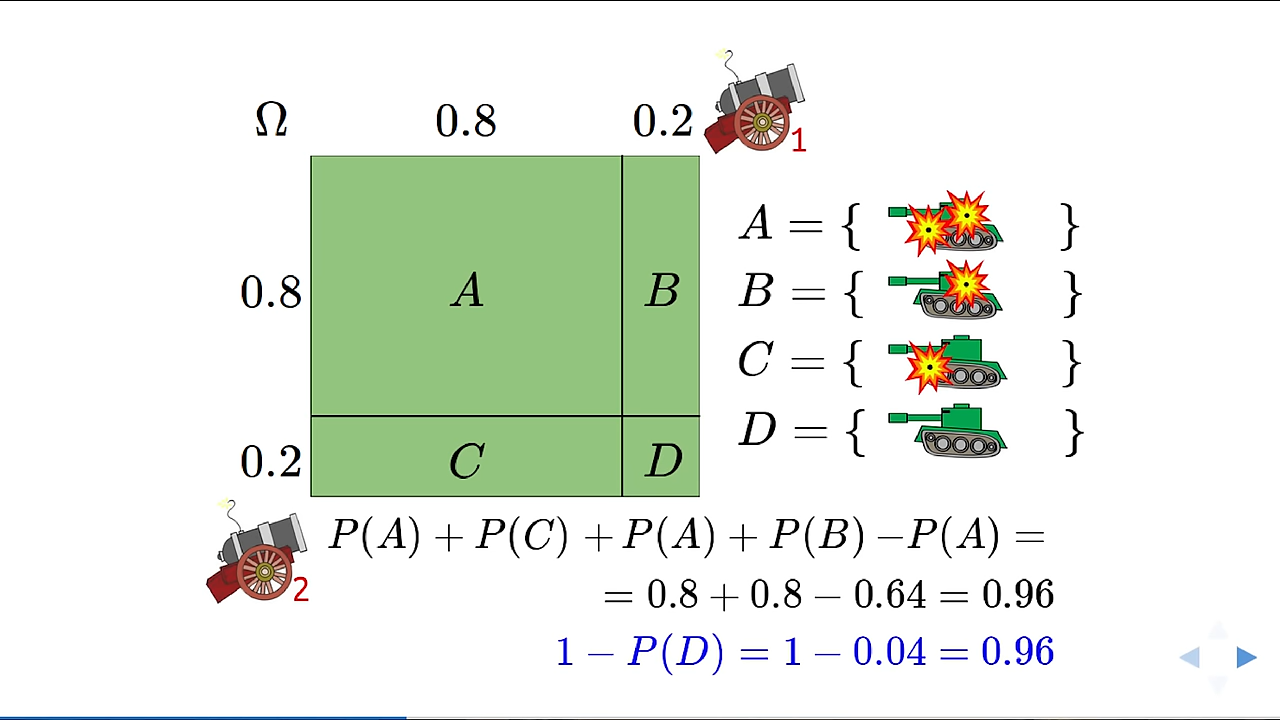 Ω 0.8 0.2 1
A = { }
0.8 A B B = { }
C = { }
0.2 C D D = { }
2 P(A) + P(C) + P(A) + P(B) − P(A) =
= 0.8 + 0.8 − 0.64 = 0.96
1 − P(D) = 1 − 0.04 = 0.96